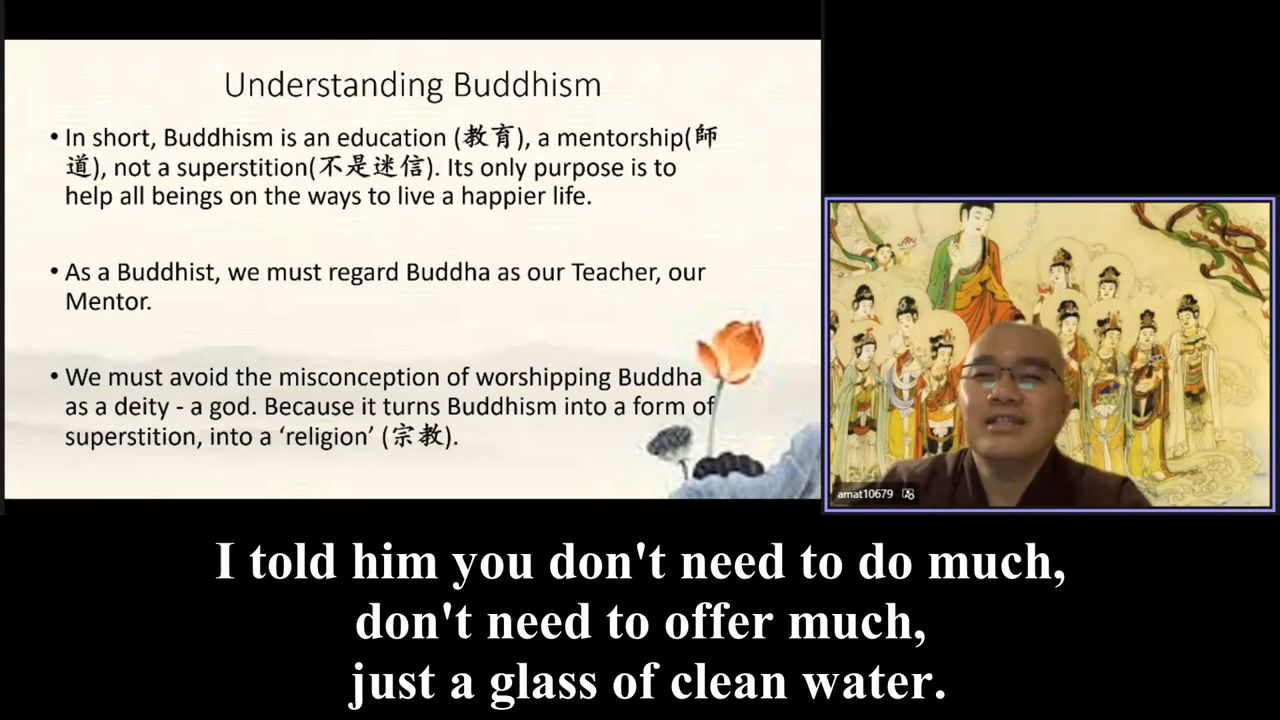 Understanding Buddhism
• In short, Buddhism is an education (教育), a mentorship(師
道), not a superstition(不是迷信). Its only purpose is to
help all beings on the ways to live a happier life.
• As a Buddhist, we must regard Buddha as our Teacher, our
Mentor.
• We must avoid the misconception of worshipping Buddha
as a deity - a god. Because it turns Buddhism into a form of
superstition, into a ‘religion’ (宗教).
amat10679
I told him you don't need to do much,
don't need to offer much,
just a glass of clean water.